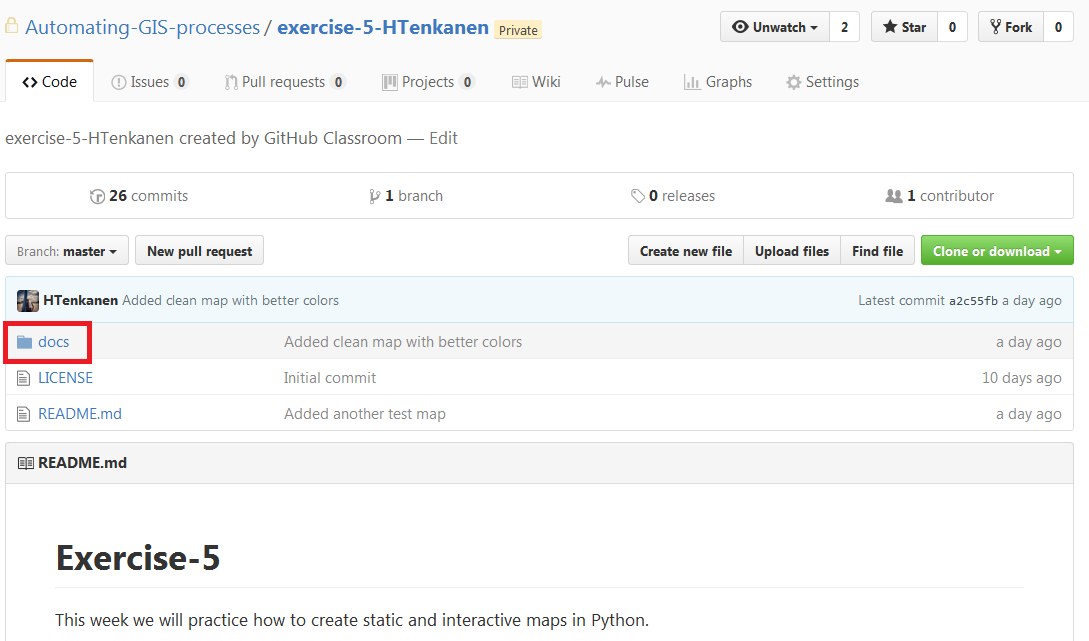 Automating-GIS-processes / exercise-5-HTenkanen Private Unwatch 2 Star 0 Fork 0
Code Issues 0 Pull requests 0 Projects 0 Wiki Pulse Graphs Settings
exercise-5-HTenkanen created by GitHub Classroom — Edit
26 commits 1 branch 0 releases 1 contributor
Branch: master New pull request Create new file Upload files Find file Clone or download
HTenkanen Added clean map with better colors Latest commit a2c55fb a day ago
docs Added clean map with better colors a day ago
LICENSE Initial commit 10 days ago
README.md Added another test map a day ago
README.md
Exercise-5
This week we will practice how to create static and interactive maps in Python.